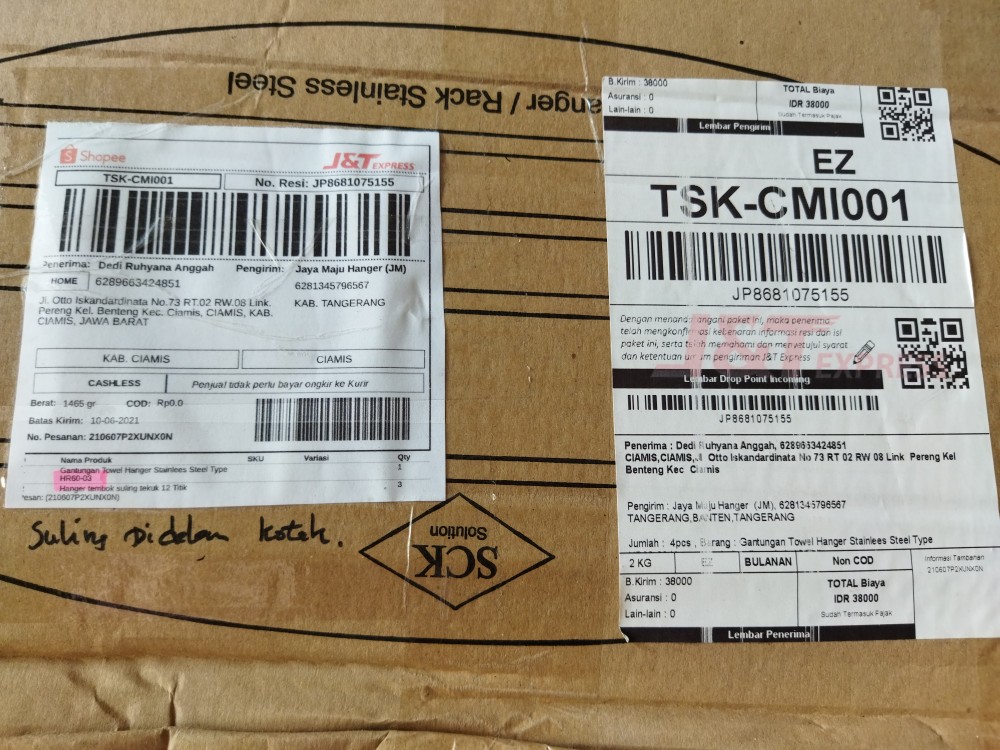 anger / Rack Stainless Steel
Shopee
J&T EXPRESS
TSK-CMI001
No. Resi: JP8681075155
Penerima: Dedi Ruhyana Anggah
Pengirim: Jaya Maju Hanger (JM)
HOME
6289663424851
6281345796567
Jl. Otto Iskandardinata No.73 RT.02 RW.08 Link.
KAB. TANGERANG
Pereng Kel. Benteng Kec. Ciamis, CIAMIS, KAB.
CIAMIS, JAWA BARAT
KAB. CIAMIS
CIAMIS
CASHLESS
Penjual tidak perlu bayar ongkir ke Kurir
Berat: 1465 gr
COD: Rp0.0
Batas Kirim: 10-06-2021
No. Pesanan: 210607P2XUNX0N
Nama Produk SKU Variasi Qty
Gantungan Towel Hanger Stainlees Steel Type 1
HR60-03
Hanger tembok suling teiruk 12 Titik 3
esan: (210607P2XUNX0N)
Suling Didalam kotak.
SCK
Solution
B.Kirim : 38000
Asuransi : 0
Lain-lain : 0
TOTAL Biaya
IDR 38000
Sudah Termasuk Pajak
Lembar Pengirim
EZ
TSK-CMI001
JP8681075155
Dengan menandatangani paket ini, maka penerima
telah mengkonfirmasi kebenaran informasi resi dan isi
paket ini, serta telah memahami dan menyetujui syarat
dan ketentuan umum pengiriman J&T Express
J&T EXPRESS
Lembar Drop Point Incoming
JP8681075155
Penerima : Dedi Ruhyana Anggah, 6289663424851
CIAMIS,CIAMIS,Jl Otto Iskandardinata No 73 RT 02 RW 08 Link Pereng Kel
Benteng Kec Ciamis
Pengirim : Jaya Maju Hanger (JM), 6281345796567
TANGERANG,BANTEN,TANGERANG
Jumlah : 4pcs , Barang : Gantungan Towel Hanger Stainlees Steel Type
2 KG
EZ
BULANAN
Non COD
Informasi Tambahan
210607P2XUNX0N
B.Kirim : 38000
Asuransi : 0
Lain-lain : 0
TOTAL Biaya
IDR 38000
Sudah Termasuk Pajak
Lembar Penerima